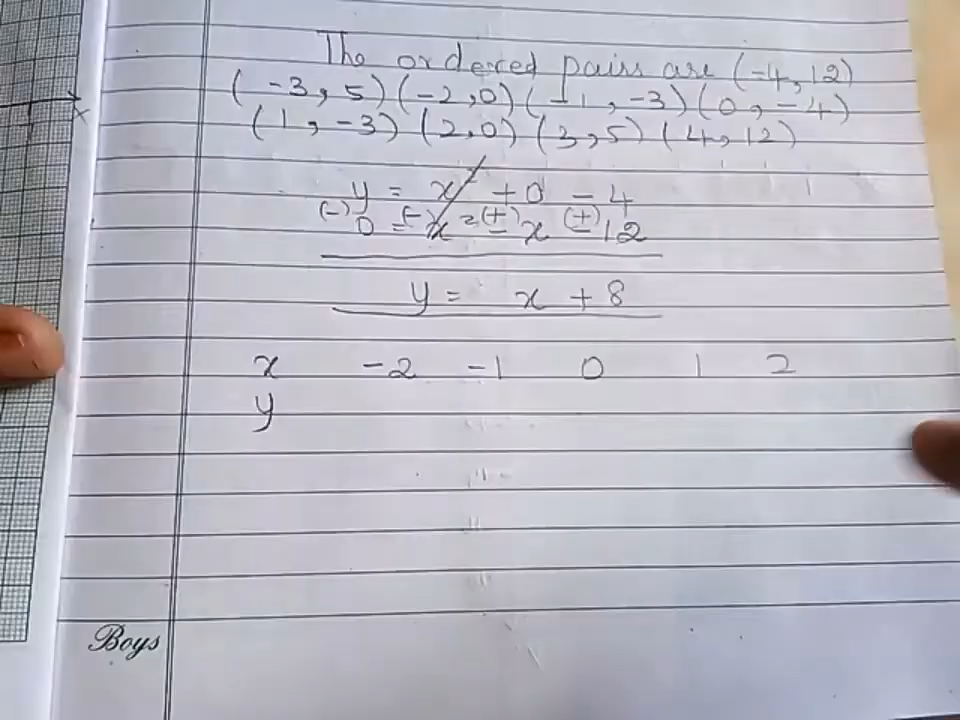 The ordered pairs are (-4, 12)
(-3, 5) (-2, 0) (-1, -3) (0, -4)
(1, -3) (2, 0) (3, 5) (4, 12)
y = x² + 0 - 4
(-) 0 = (-) x² (+) - x (+) - 12
y = x + 8
x -2 -1 0 1 2
y
Boys
x